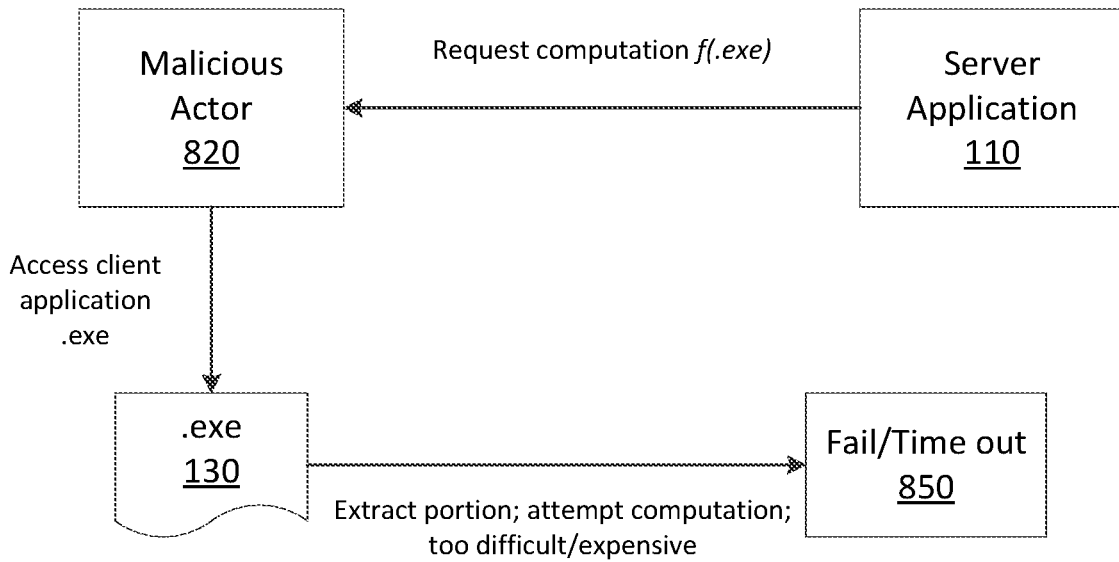 Malicious
Actor
820
Request computation f(.exe)
Server
Application
110
Access client
application
.exe
.exe
130
Extract portion; attempt computation;
too difficult/expensive
Fail/Time out
850